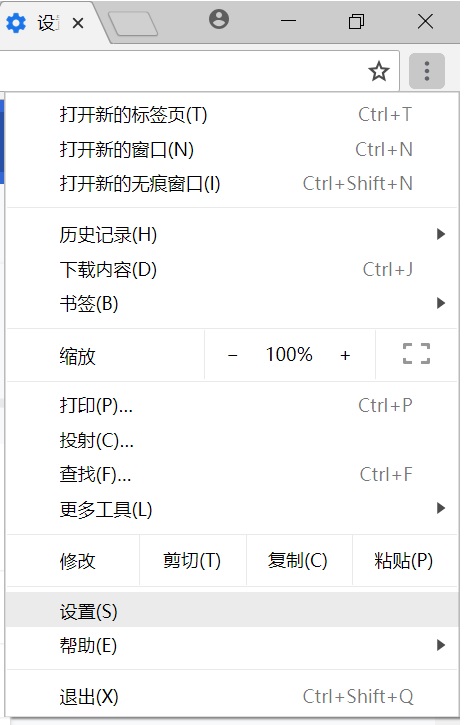 设置
打开新的标签页(T) Ctrl+T
打开新的窗口(N) Ctrl+N
打开新的无痕窗口(I) Ctrl+Shift+N
历史记录(H)
下载内容(D) Ctrl+J
书签(B)
缩放 − 100% +
打印(P)... Ctrl+P
投射(C)...
查找(F)... Ctrl+F
更多工具(L)
修改 剪切(T) 复制(C) 粘贴(P)
设置(S)
帮助(E)
退出(X) Ctrl+Shift+Q